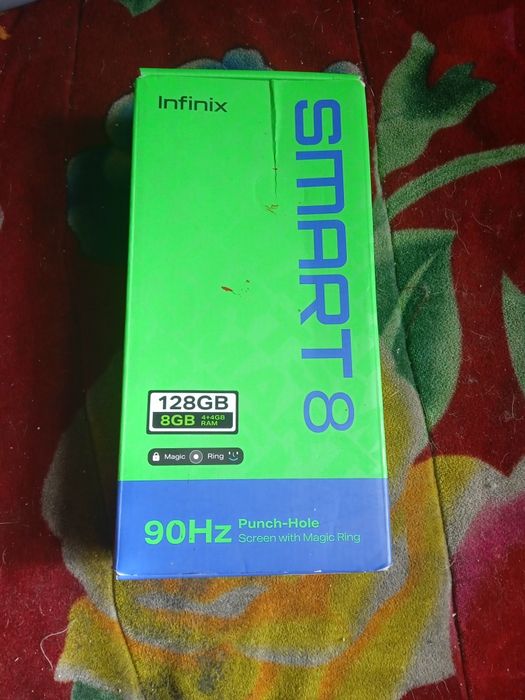 Infinix
SMART 8
128GB
8GB 4+4GB RAM
Magic Ring
90Hz Punch-Hole
Screen with Magic Ring